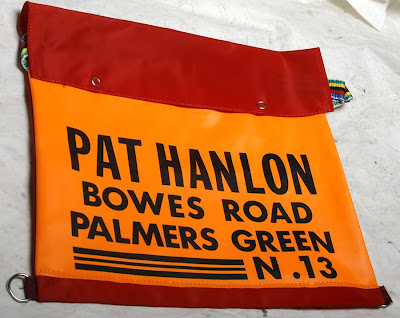 PAT HANLON
BOWES ROAD
PALMERS GREEN
N.13